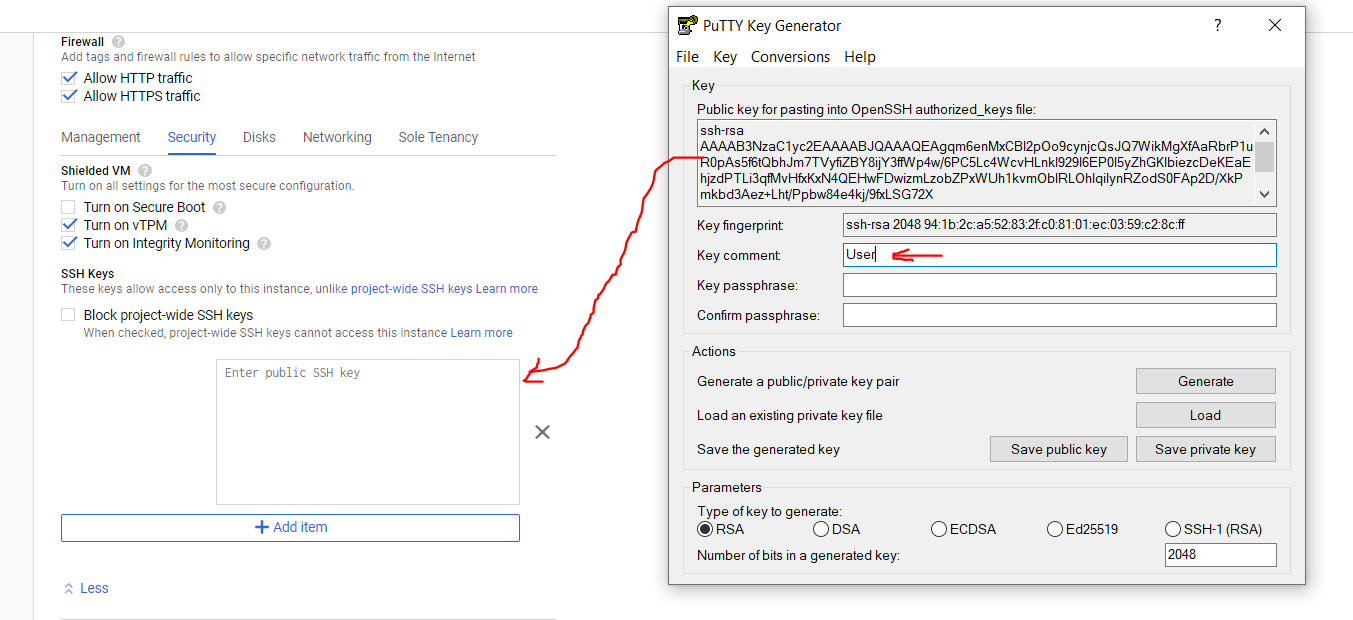 Firewall ?
Add tags and firewall rules to allow specific network traffic from the Internet
Allow HTTP traffic
Allow HTTPS traffic
Management Security Disks Networking Sole Tenancy
Shielded VM ?
Turn on all settings for the most secure configuration.
Turn on Secure Boot ?
Turn on vTPM ?
Turn on Integrity Monitoring ?
SSH Keys
These keys allow access only to this instance, unlike project-wide SSH keys Learn more
Block project-wide SSH keys
When checked, project-wide SSH keys cannot access this instance Learn more
Enter public SSH key
Add item
Less
PuTTY Key Generator ?
File Key Conversions Help
Key
Public key for pasting into OpenSSH authorized_keys file:
ssh-rsa
AAAAB3NzaC1yc2EAAAABJQAAAQEAgqm6enMxCBl2pOo9cynjcQsJQ7WikMgXfAaRbrP1u
R0pAs5f6tQbhJm7TVyfiZBY8ijY3ffWp4w/6PC5Lc4WcvHLnkl929l6EP0l5yZhGKlbiezcDeKEaE
hjzdPTLi3qfMvHfxKxN4QEHwFDwizmLzobZPxWUh1kvmOblRLOhIqilynRZodS0FAp2D/XkP
mkbd3Aez+Lht/Ppbw84e4kj/9fxLSG72X
Key fingerprint: ssh-rsa 2048 94:1b:2c:a5:52:83:2f:c0:81:01:ec:03:59:c2:8c:ff
Key comment: User
Key passphrase:
Confirm passphrase:
Actions
Generate a public/private key pair Generate
Load an existing private key file Load
Save the generated key Save public key Save private key
Parameters
Type of key to generate:
RSA DSA ECDSA Ed25519 SSH-1 (RSA)
Number of bits in a generated key: 2048